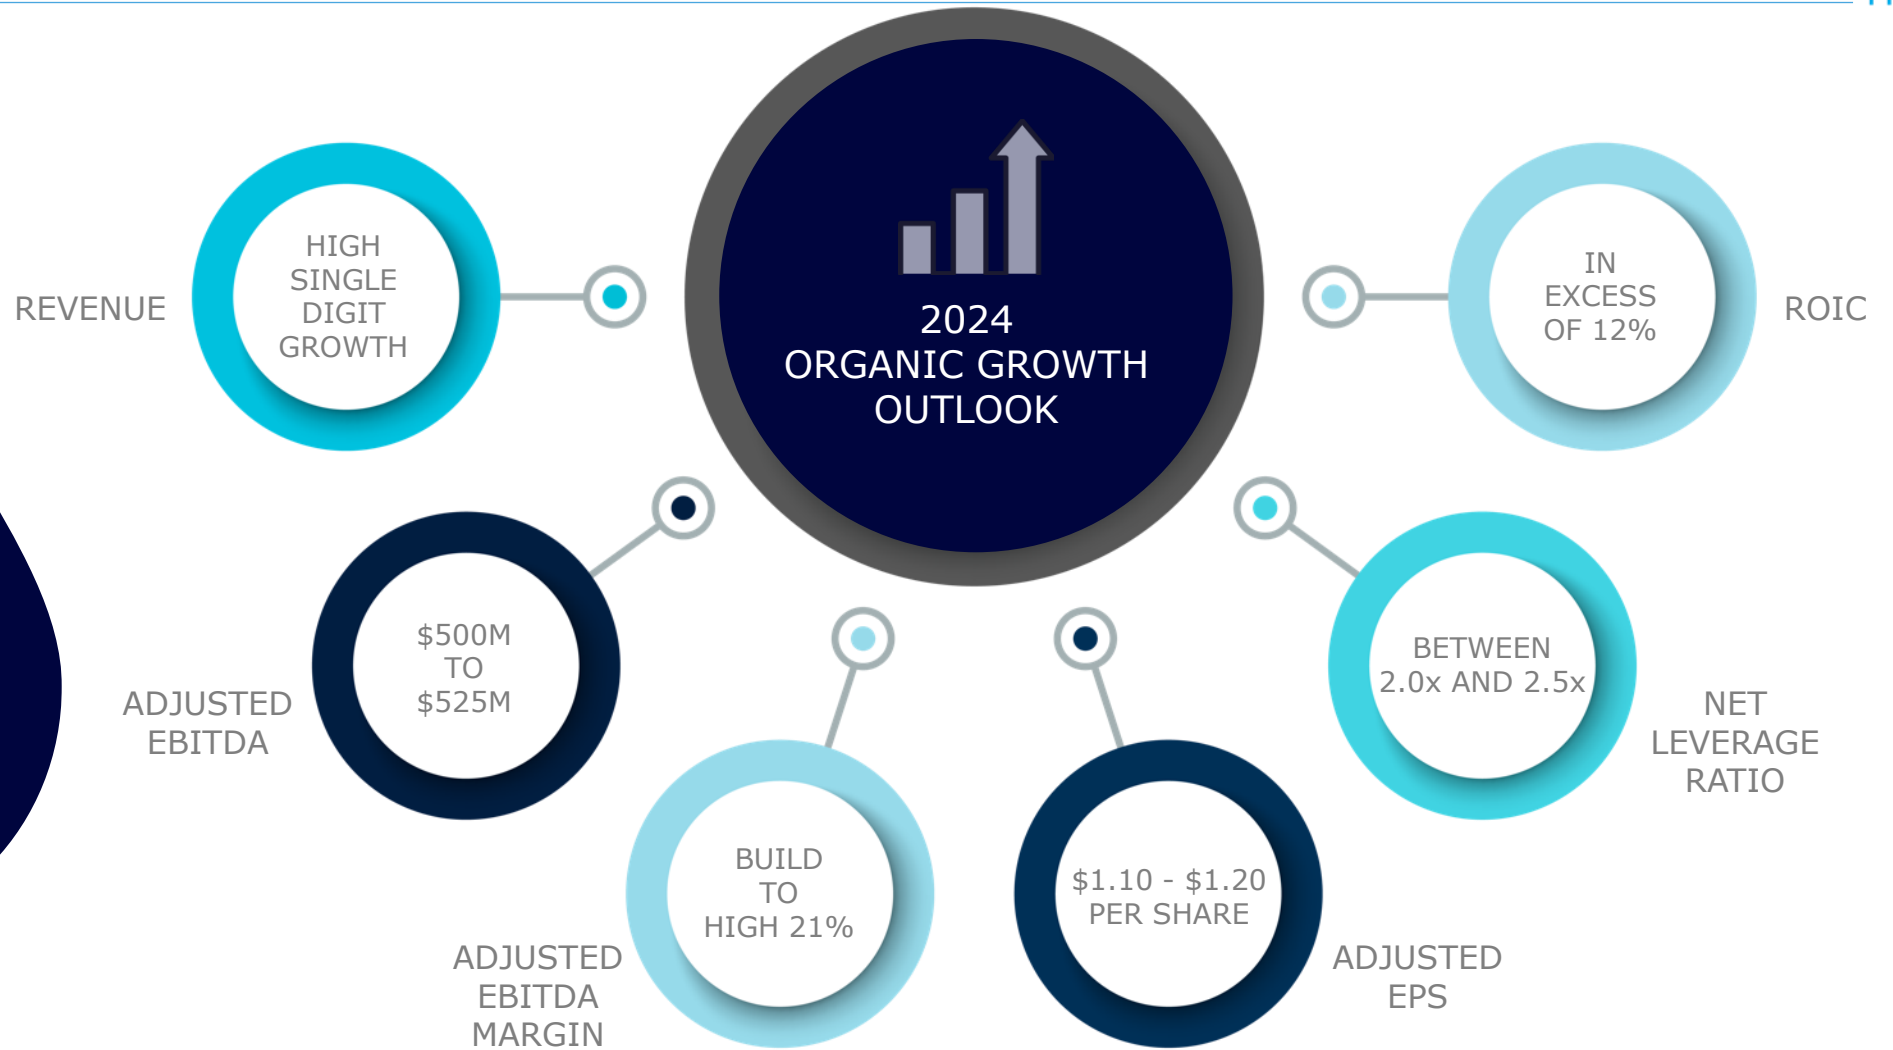 2024
ORGANIC GROWTH
OUTLOOK
REVENUE
HIGH
SINGLE
DIGIT
GROWTH
ADJUSTED
EBITDA
$500M
TO
$525M
ADJUSTED
EBITDA
MARGIN
BUILD
TO
HIGH 21%
$1.10 - $1.20
PER SHARE
ADJUSTED
EPS
BETWEEN
2.0x AND 2.5x
NET
LEVERAGE
RATIO
IN
EXCESS
OF 12%
ROIC